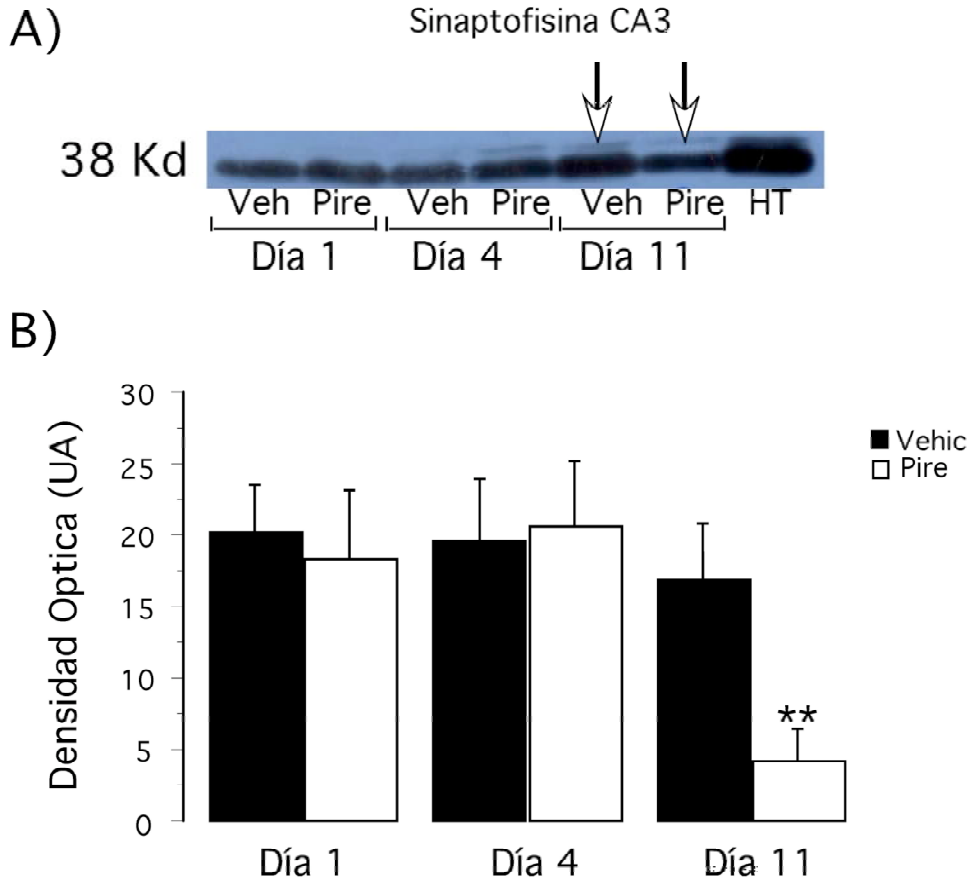 A)
Sinaptofisina CA3
38 Kd
Veh Pire Veh Pire Veh Pire HT
Día 1 Día 4 Día 11
B)
30
25
20
15
10
5
0
Densidad Optica (UA)
Vehic
Pire
**
Día 1 Día 4 Día 11